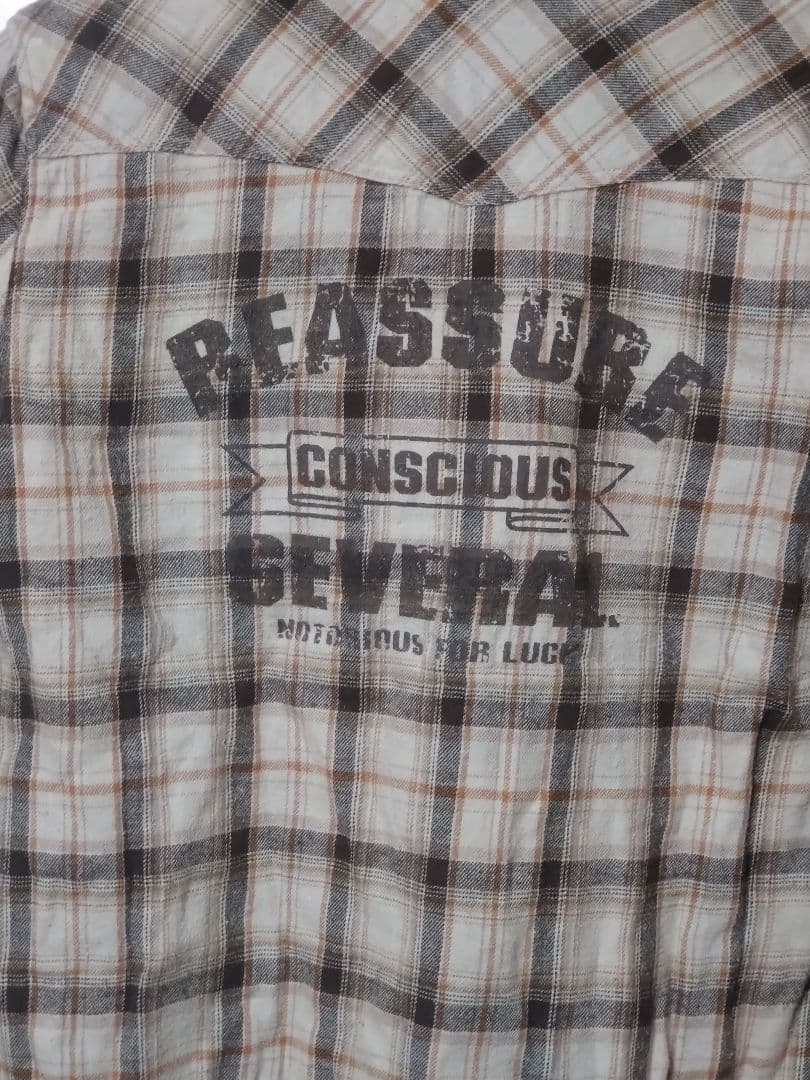 REASSURE
CONSCIOUS
SEVERAL
NOTORIOUS FOR LUCK